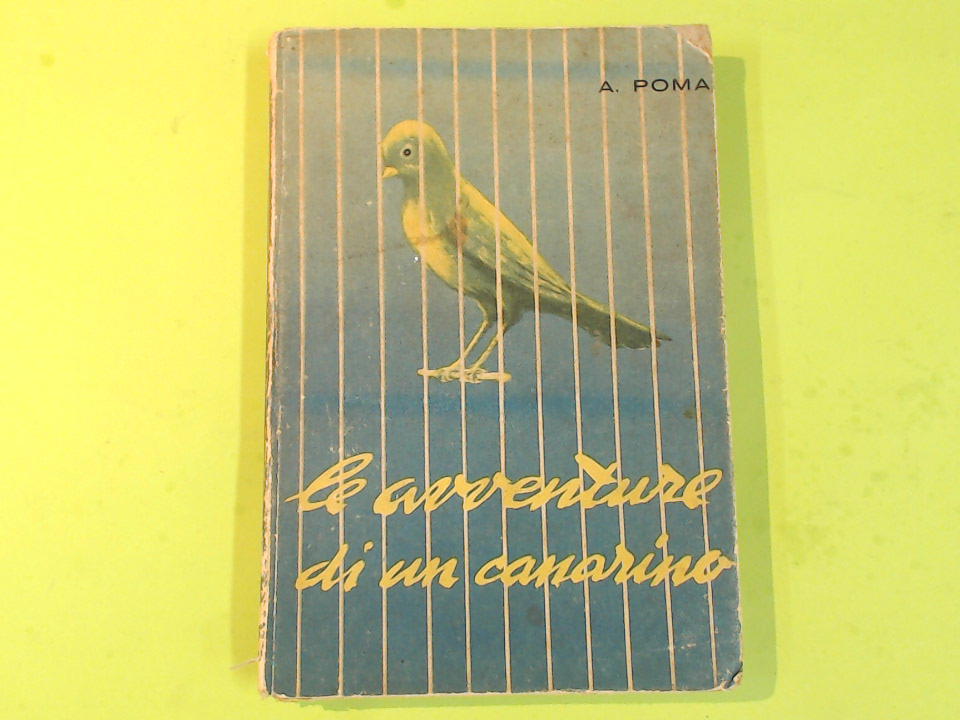 A. POMA
le avventure
di un canarino